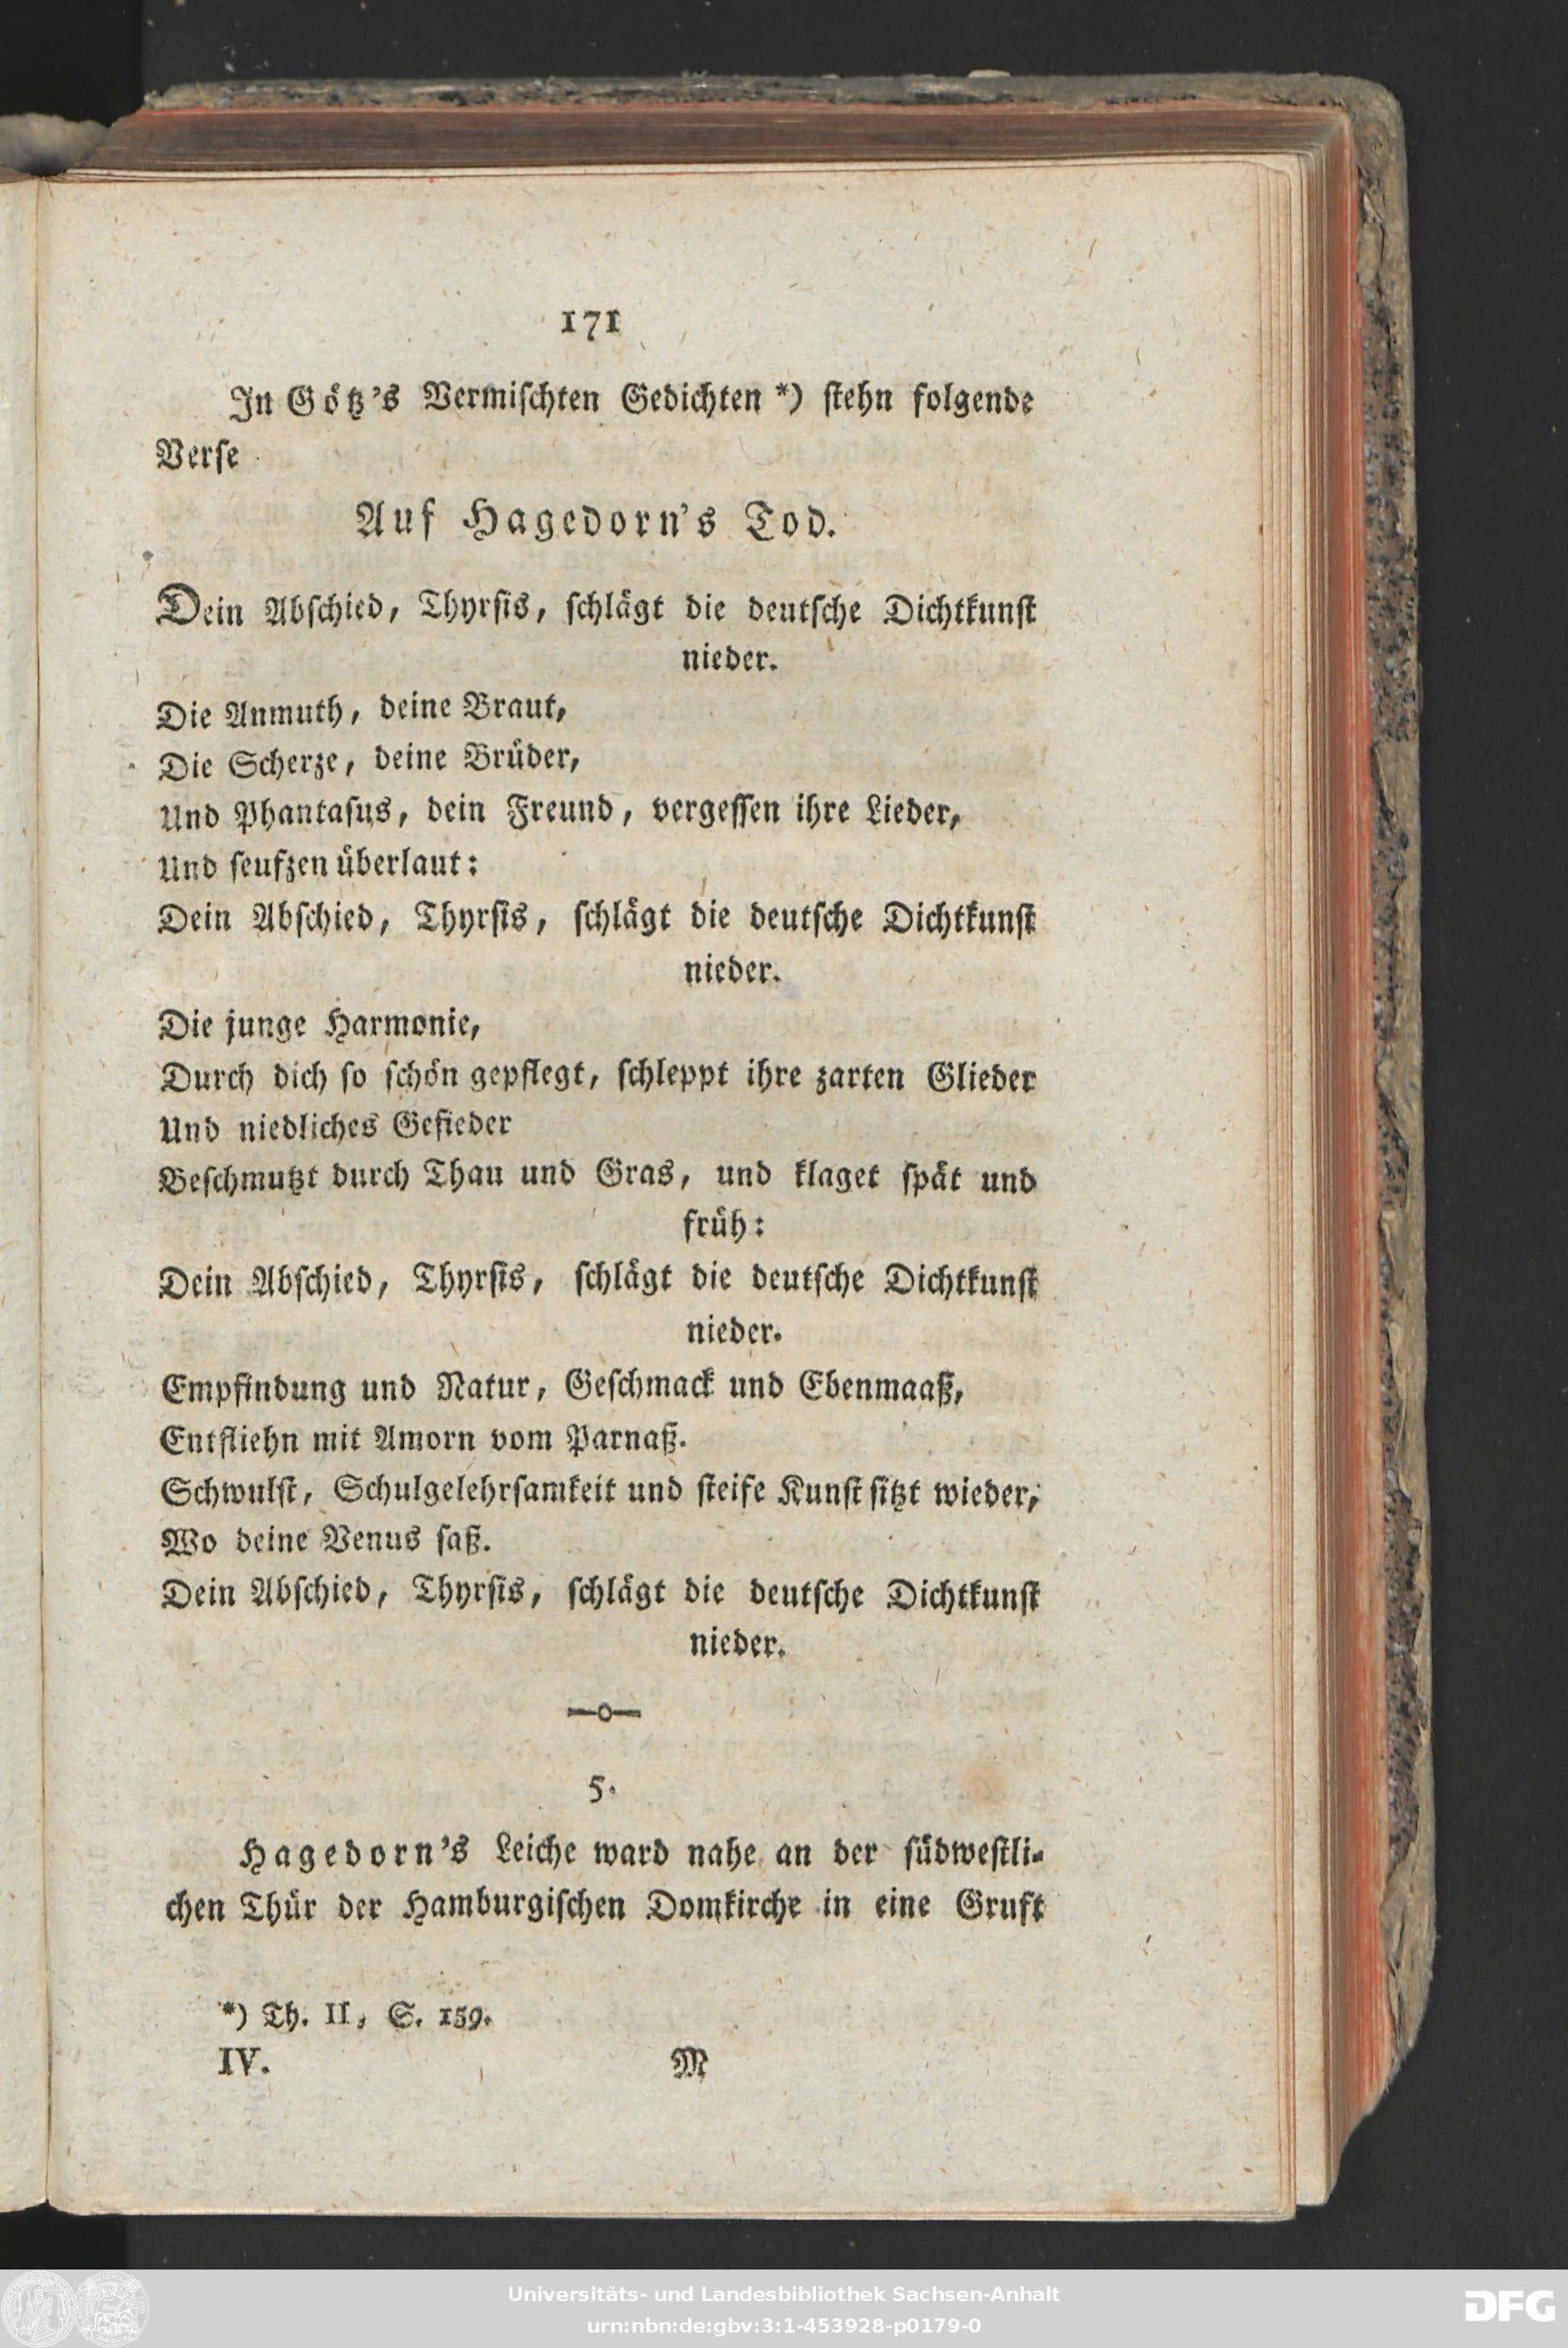 171
In Götz's Vermischten Gedichten *) stehn folgende
Verse
Auf Hagedorn's Tod.
Dein Abschied, Thyrsis, schlägt die deutsche Dichtkunst
nieder.
Die Anmuth, deine Braut,
Die Scherze, deine Brüder,
Und Phantasus, dein Freund, vergessen ihre Lieder,
Und seufzen überlaut:
Dein Abschied, Thyrsis, schlägt die deutsche Dichtkunst
nieder.
Die junge Harmonie,
Durch dich so schön gepflegt, schleppt ihre zarten Glieder
Und niedliches Gefieder
Beschmutzt durch Thau und Gras, und klaget spät und
früh:
Dein Abschied, Thyrsis, schlägt die deutsche Dichtkunst
nieder.
Empfindung und Natur, Geschmack und Ebenmaaß,
Entfliehn mit Amorn vom Parnaß.
Schwulst, Schulgelehrsamkeit und steife Kunst sitzt wieder,
Wo deine Venus saß.
Dein Abschied, Thyrsis, schlägt die deutsche Dichtkunst
nieder.
5.
Hagedorn's Leiche ward nahe an der südwestli-
chen Thür der Hamburgischen Domkirche in eine Gruft
*) Th. II, S. 159.
IV. M
Universitäts- und Landesbibliothek Sachsen-Anhalt
urn:nbn:de:gbv:3:1-453928-p0179-0
DFG